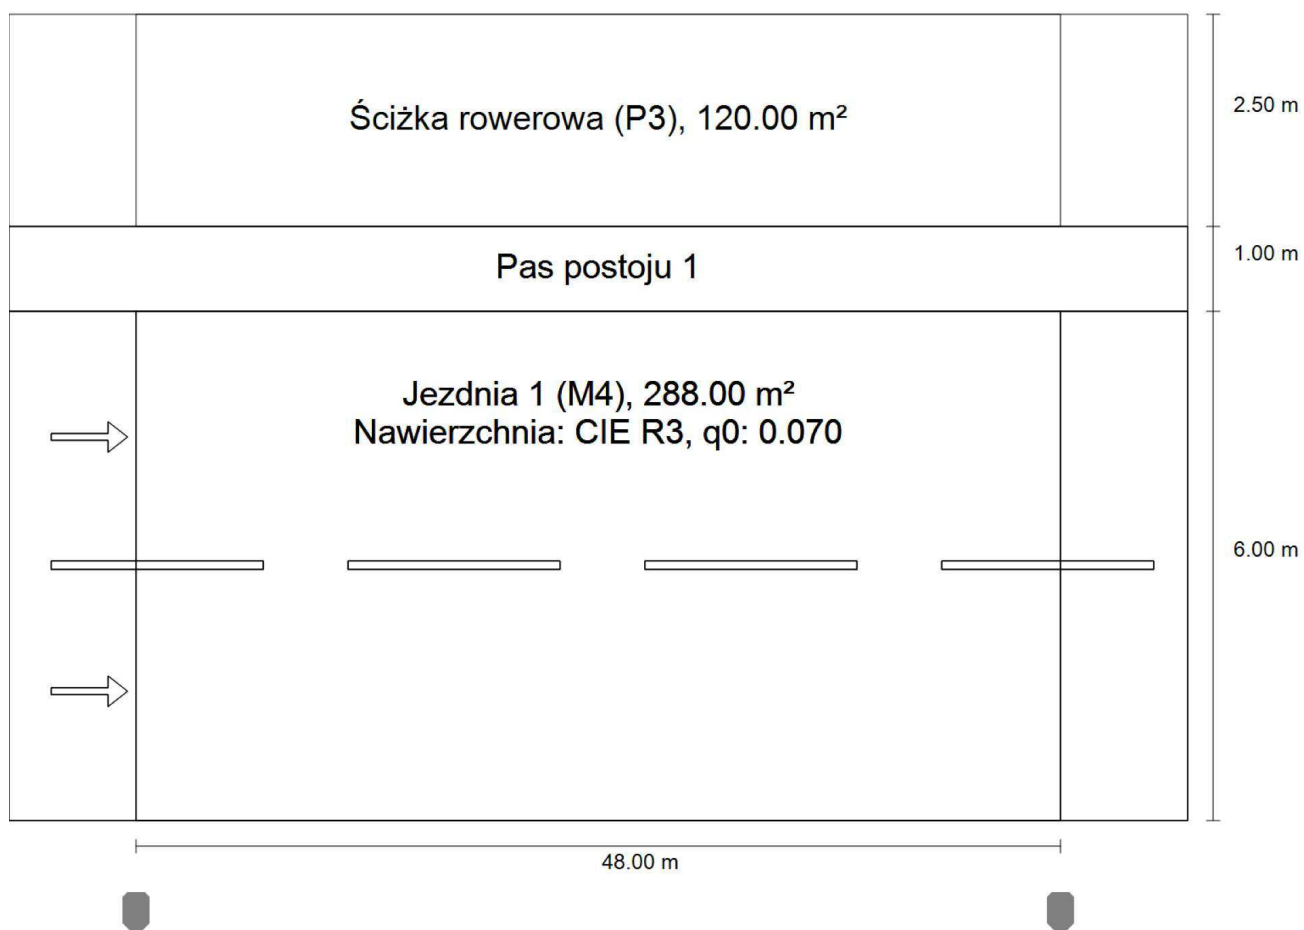 Ściżka rowerowa (P3), 120.00 m²
2.50 m
Pas postoju 1
1.00 m
Jezdnia 1 (M4), 288.00 m²
Nawierzchnia: CIE R3, q0: 0.070
6.00 m
48.00 m